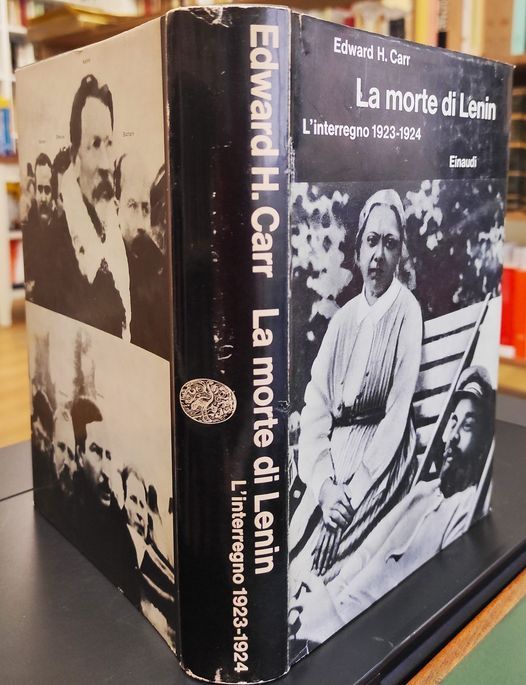 Edward H. Carr
La morte di Lenin
L'interregno 1923-1924
Einaudi
Edward H. Carr La morte di Lenin
L'interregno 1923-1924